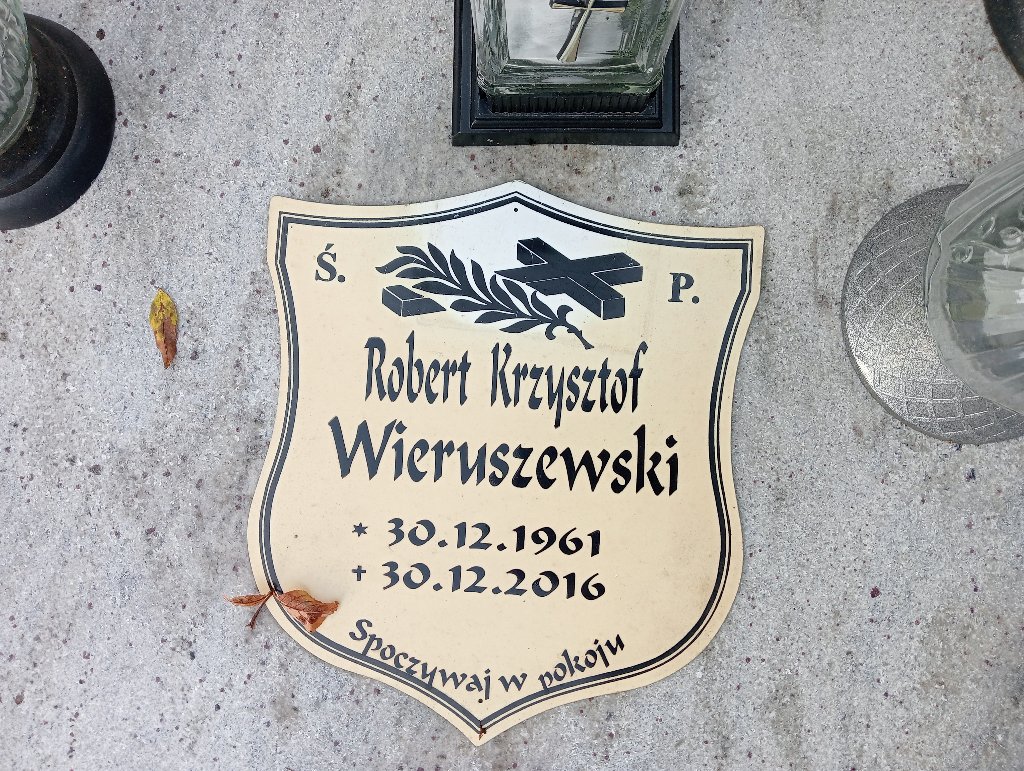 Ś. P.
Robert Krzysztof
Wieruszewski
* 30.12.1961
+ 30.12.2016
Spoczywaj w pokoju